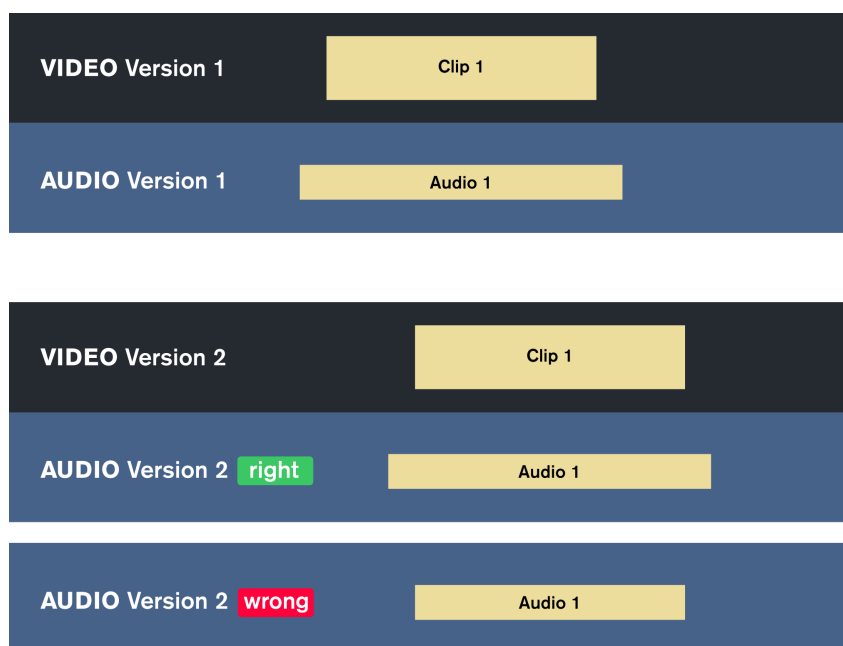 VIDEO Version 1
Clip 1
AUDIO Version 1
Audio 1
VIDEO Version 2
Clip 1
AUDIO Version 2 right
Audio 1
AUDIO Version 2 wrong
Audio 1